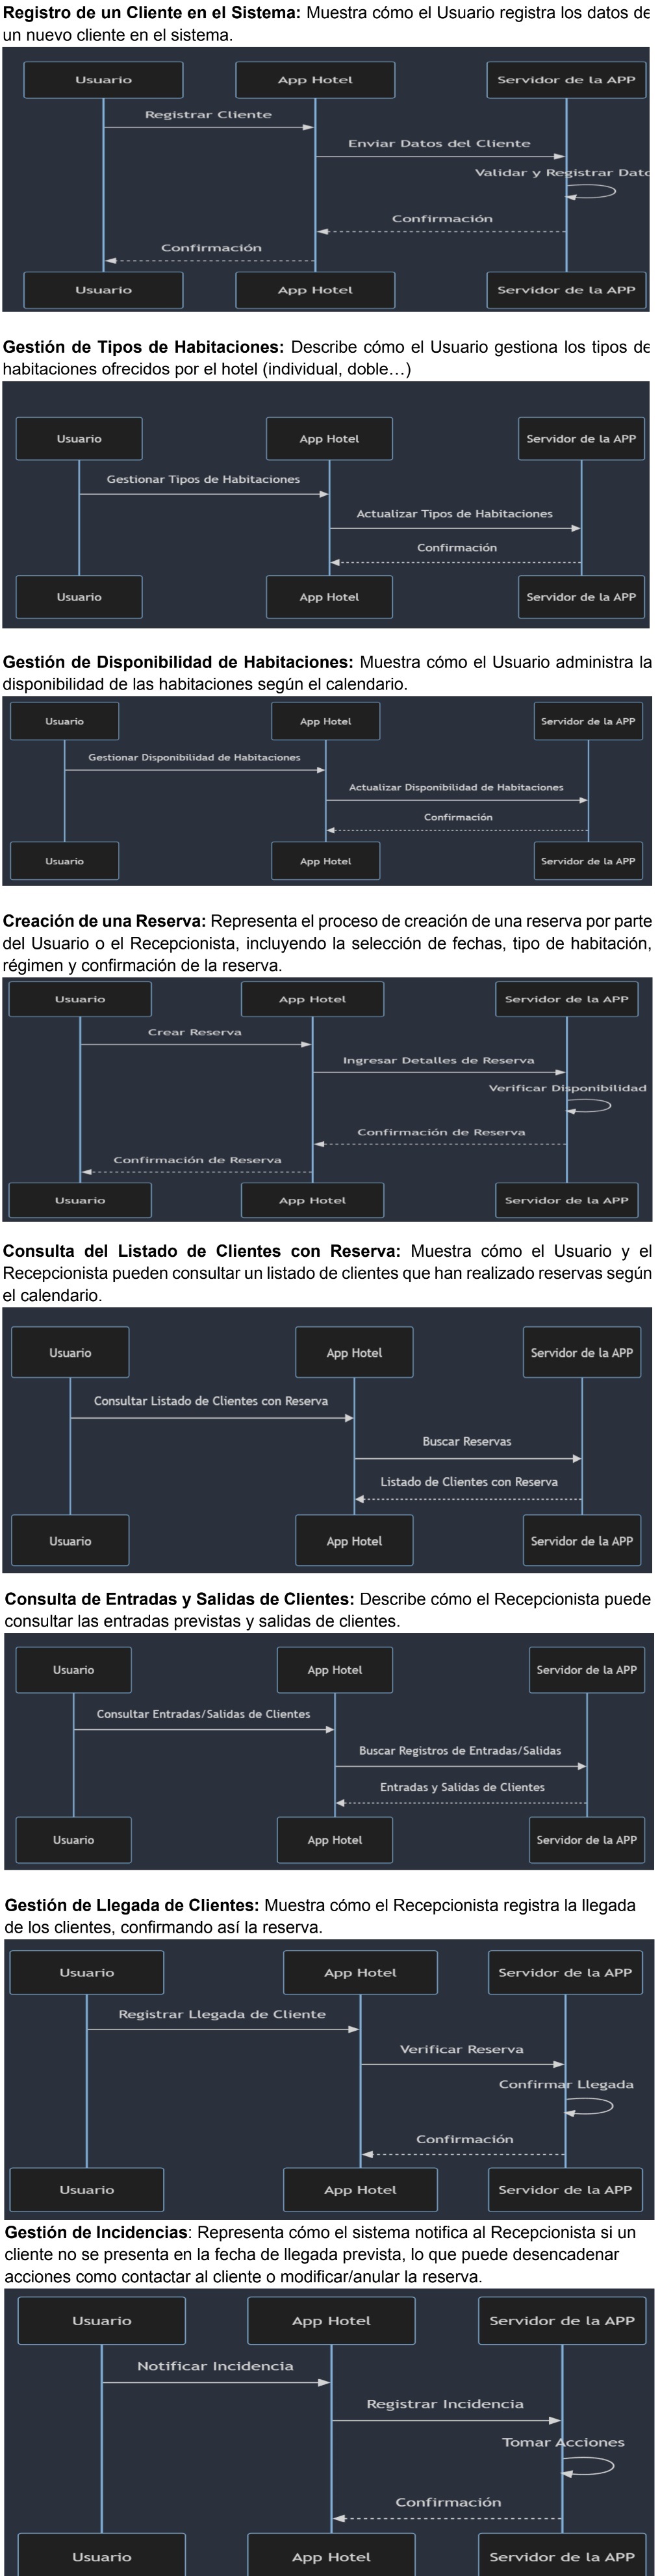 Registro de un Cliente en el Sistema: Muestra cómo el Usuario registra los datos de
un nuevo cliente en el sistema.
Usuario App Hotel Servidor de la APP
Registrar Cliente
Enviar Datos del Cliente
Validar y Registrar Dato
Confirmación
Confirmación
Usuario App Hotel Servidor de la APP
Gestión de Tipos de Habitaciones: Describe cómo el Usuario gestiona los tipos de
habitaciones ofrecidos por el hotel (individual, doble…)
Usuario App Hotel Servidor de la APP
Gestionar Tipos de Habitaciones
Actualizar Tipos de Habitaciones
Confirmación
Usuario App Hotel Servidor de la APP
Gestión de Disponibilidad de Habitaciones: Muestra cómo el Usuario administra la
disponibilidad de las habitaciones según el calendario.
Usuario App Hotel Servidor de la APP
Gestionar Disponibilidad de Habitaciones
Actualizar Disponibilidad de Habitaciones
Confirmación
Usuario App Hotel Servidor de la APP
Creación de una Reserva: Representa el proceso de creación de una reserva por parte
del Usuario o el Recepcionista, incluyendo la selección de fechas, tipo de habitación,
régimen y confirmación de la reserva.
Usuario App Hotel Servidor de la APP
Crear Reserva
Ingresar Detalles de Reserva
Verificar Disponibilidad
Confirmación de Reserva
Confirmación de Reserva
Usuario App Hotel Servidor de la APP
Consulta del Listado de Clientes con Reserva: Muestra cómo el Usuario y el
Recepcionista pueden consultar un listado de clientes que han realizado reservas según
el calendario.
Usuario App Hotel Servidor de la APP
Consultar Listado de Clientes con Reserva
Buscar Reservas
Listado de Clientes con Reserva
Usuario App Hotel Servidor de la APP
Consulta de Entradas y Salidas de Clientes: Describe cómo el Recepcionista puede
consultar las entradas previstas y salidas de clientes.
Usuario App Hotel Servidor de la APP
Consultar Entradas/Salidas de Clientes
Buscar Registros de Entradas/Salidas
Entradas y Salidas de Clientes
Usuario App Hotel Servidor de la APP
Gestión de Llegada de Clientes: Muestra cómo el Recepcionista registra la llegada
de los clientes, confirmando así la reserva.
Usuario App Hotel Servidor de la APP
Registrar Llegada de Cliente
Verificar Reserva
Confirmar Llegada
Confirmación
Usuario App Hotel Servidor de la APP
Gestión de Incidencias: Representa cómo el sistema notifica al Recepcionista si un
cliente no se presenta en la fecha de llegada prevista, lo que puede desencadenar
acciones como contactar al cliente o modificar/anular la reserva.
Usuario App Hotel Servidor de la APP
Notificar Incidencia
Registrar Incidencia
Tomar Acciones
Confirmación
Usuario App Hotel Servidor de la APP